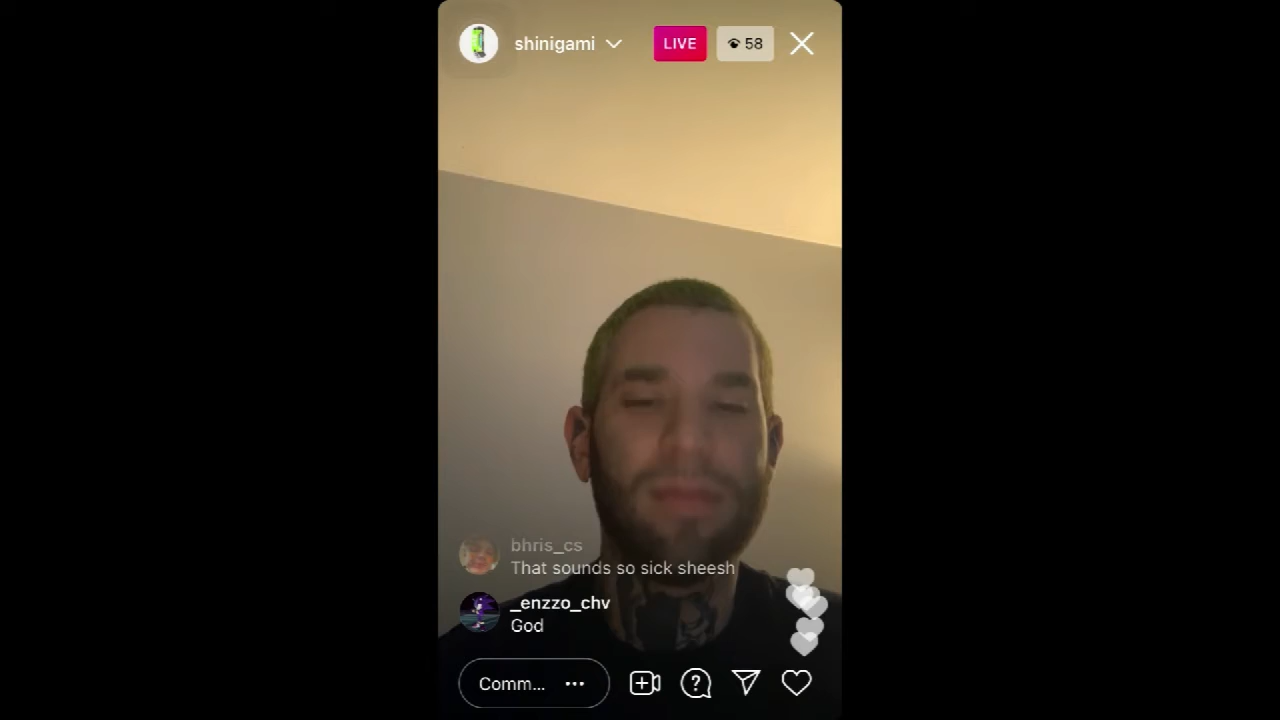 shinigami
LIVE
58
bhris_cs
That sounds so sick sheesh
_enzzo_chv
God
Comm...